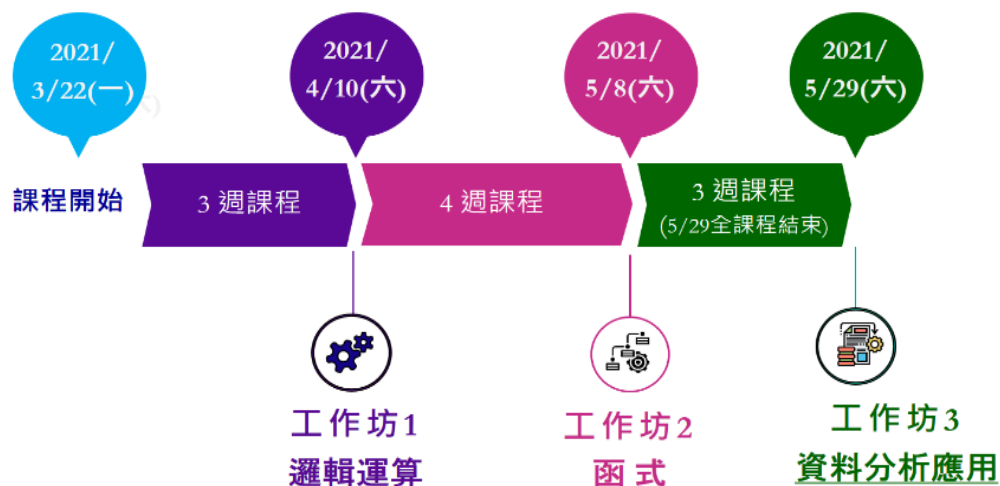 2021/
3/22(一)
2021/
4/10(六)
2021/
5/8(六)
2021/
5/29(六)
課程開始
3 週課程
4 週課程
3 週課程
(5/29全課程結束)
工作坊1
邏輯運算
工作坊2
函式
工作坊3
資料分析應用